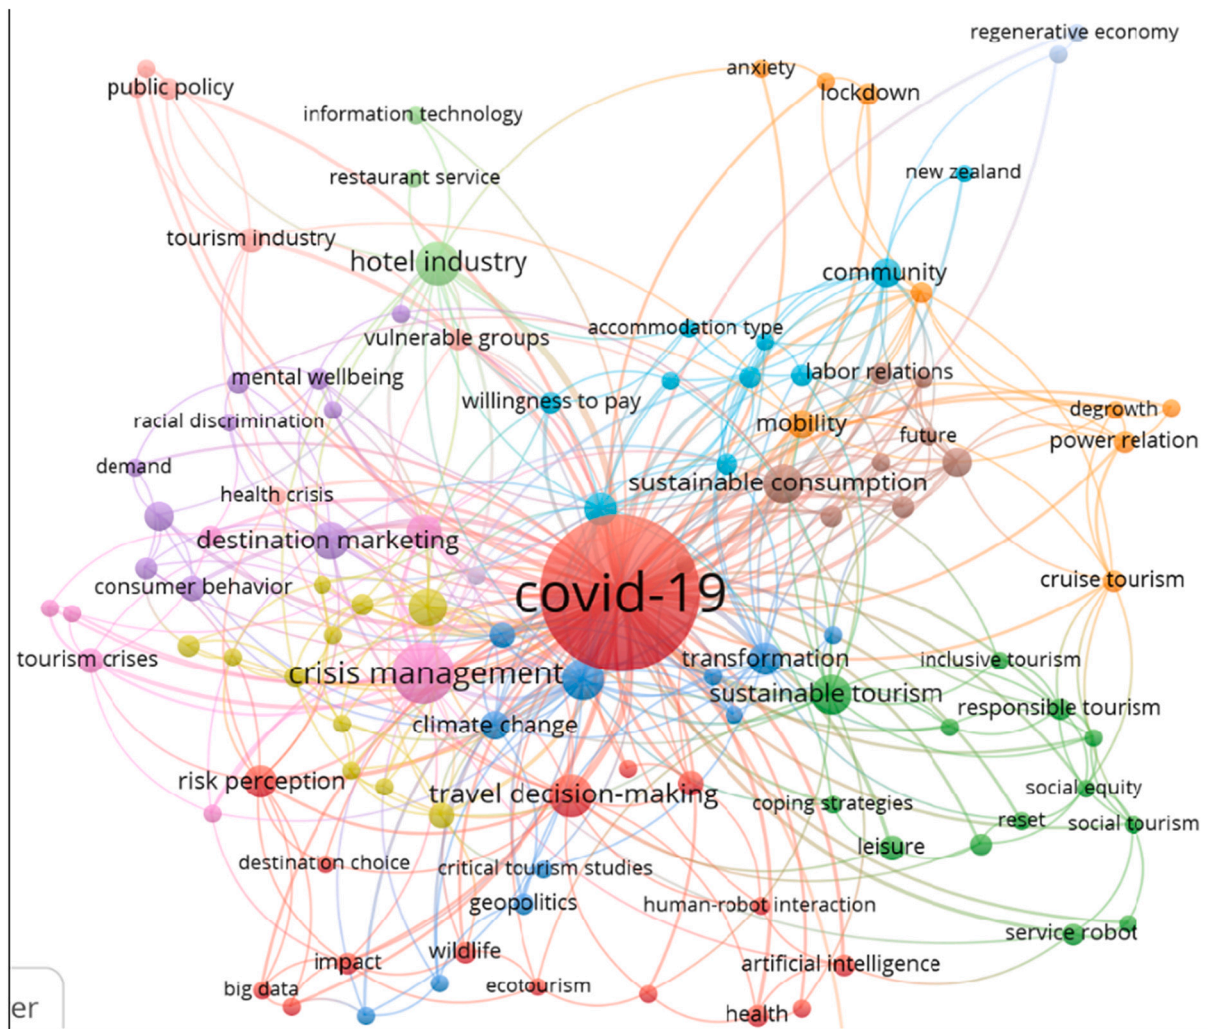 regenerative economy
anxiety
public policy
lockdown
information technology
new zealand
restaurant service
tourism industry
hotel industry
community
accommodation type
vulnerable groups
labor relations
mental wellbeing
willingness to pay
degrowth
racial discrimination
mobility
future
power relation
demand
sustainable consumption
health crisis
destination marketing
cruise tourism
consumer behavior
covid-19
tourism crises
transformation
inclusive tourism
crisis management
sustainable tourism
responsible tourism
climate change
risk perception
social equity
travel decision-making
coping strategies
reset
social tourism
leisure
destination choice
critical tourism studies
geopolitics
human-robot interaction
service robot
wildlife
impact
artificial intelligence
big data
ecotourism
er
health